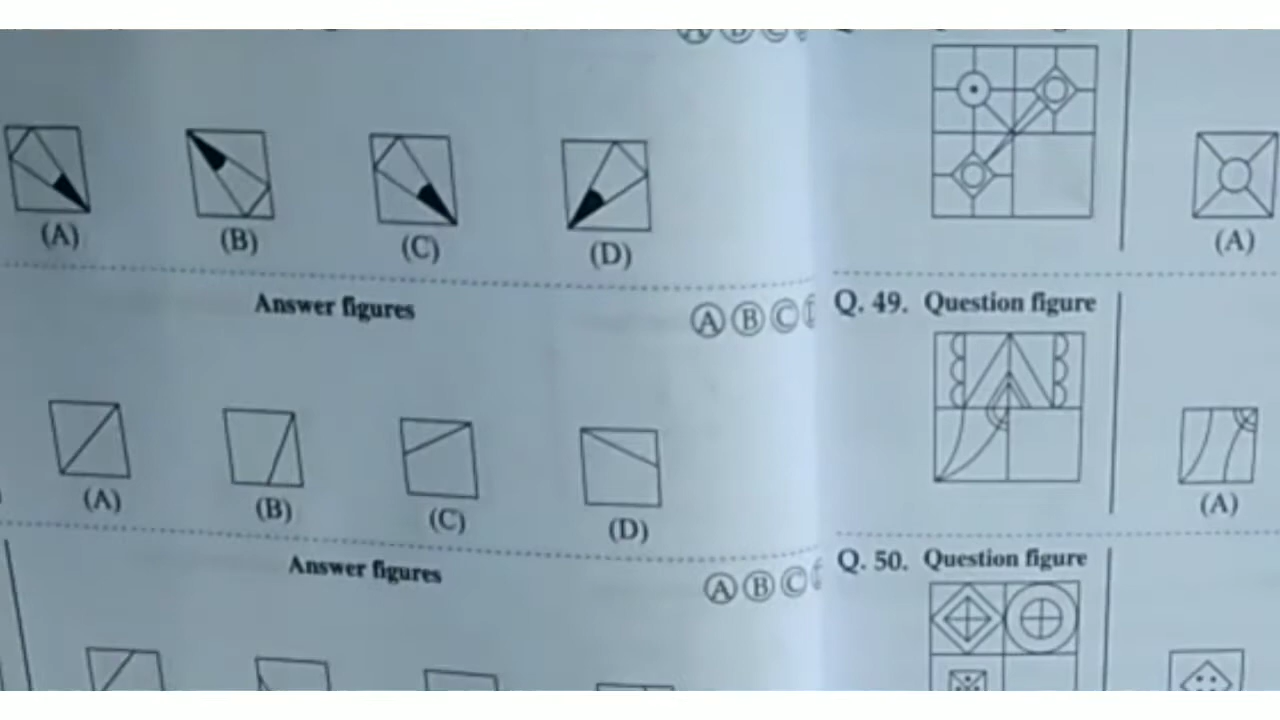 A B C
(A) (B) (C) (D)
Answer figures
A B C
(A) (B) (C) (D)
Answer figures
A B C
(A)
Q. 49. Question figure
(A)
Q. 50. Question figure